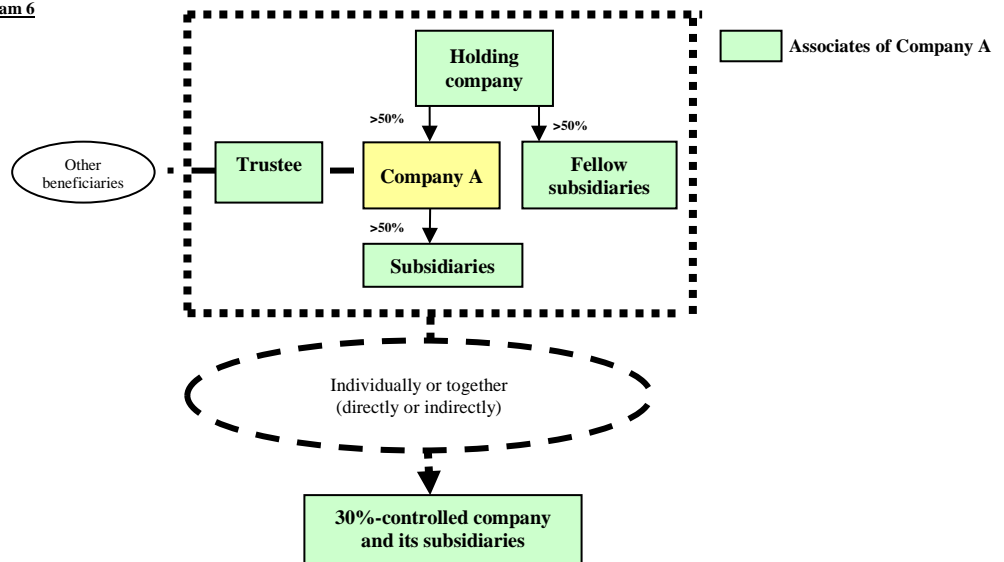 am 6
Associates of Company A
Holding
company
>50%
>50%
Other
beneficiaries
Trustee
Company A
Fellow
subsidiaries
>50%
Subsidiaries
Individually or together
(directly or indirectly)
30%-controlled company
and its subsidiaries